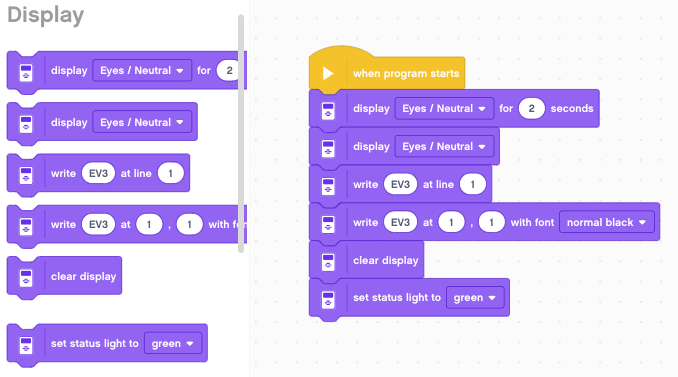 Display
display Eyes / Neutral for 2
display Eyes / Neutral
write EV3 at line 1
write EV3 at 1 , 1 with
clear display
set status light to green
when program starts
display Eyes / Neutral for 2 seconds
display Eyes / Neutral
write EV3 at line 1
write EV3 at 1 , 1 with font normal black
clear display
set status light to green